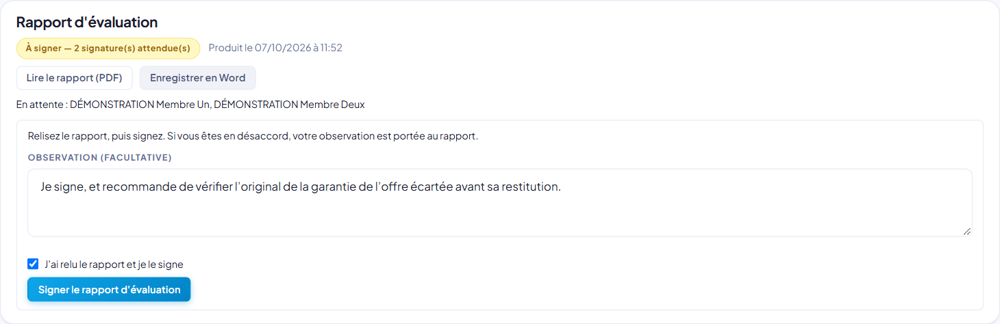 Rapport d'évaluation
À signer — 2 signature(s) attendue(s)
Produit le 07/10/2026 à 11:52
Lire le rapport (PDF)
Enregistrer en Word
En attente : DÉMONSTRATION Membre Un, DÉMONSTRATION Membre Deux
Relisez le rapport, puis signez. Si vous êtes en désaccord, votre observation est portée au rapport.
OBSERVATION (FACULTATIVE)
Je signe, et recommande de vérifier l’original de la garantie de l’offre écartée avant sa restitution.
J'ai relu le rapport et je le signe
Signer le rapport d'évaluation